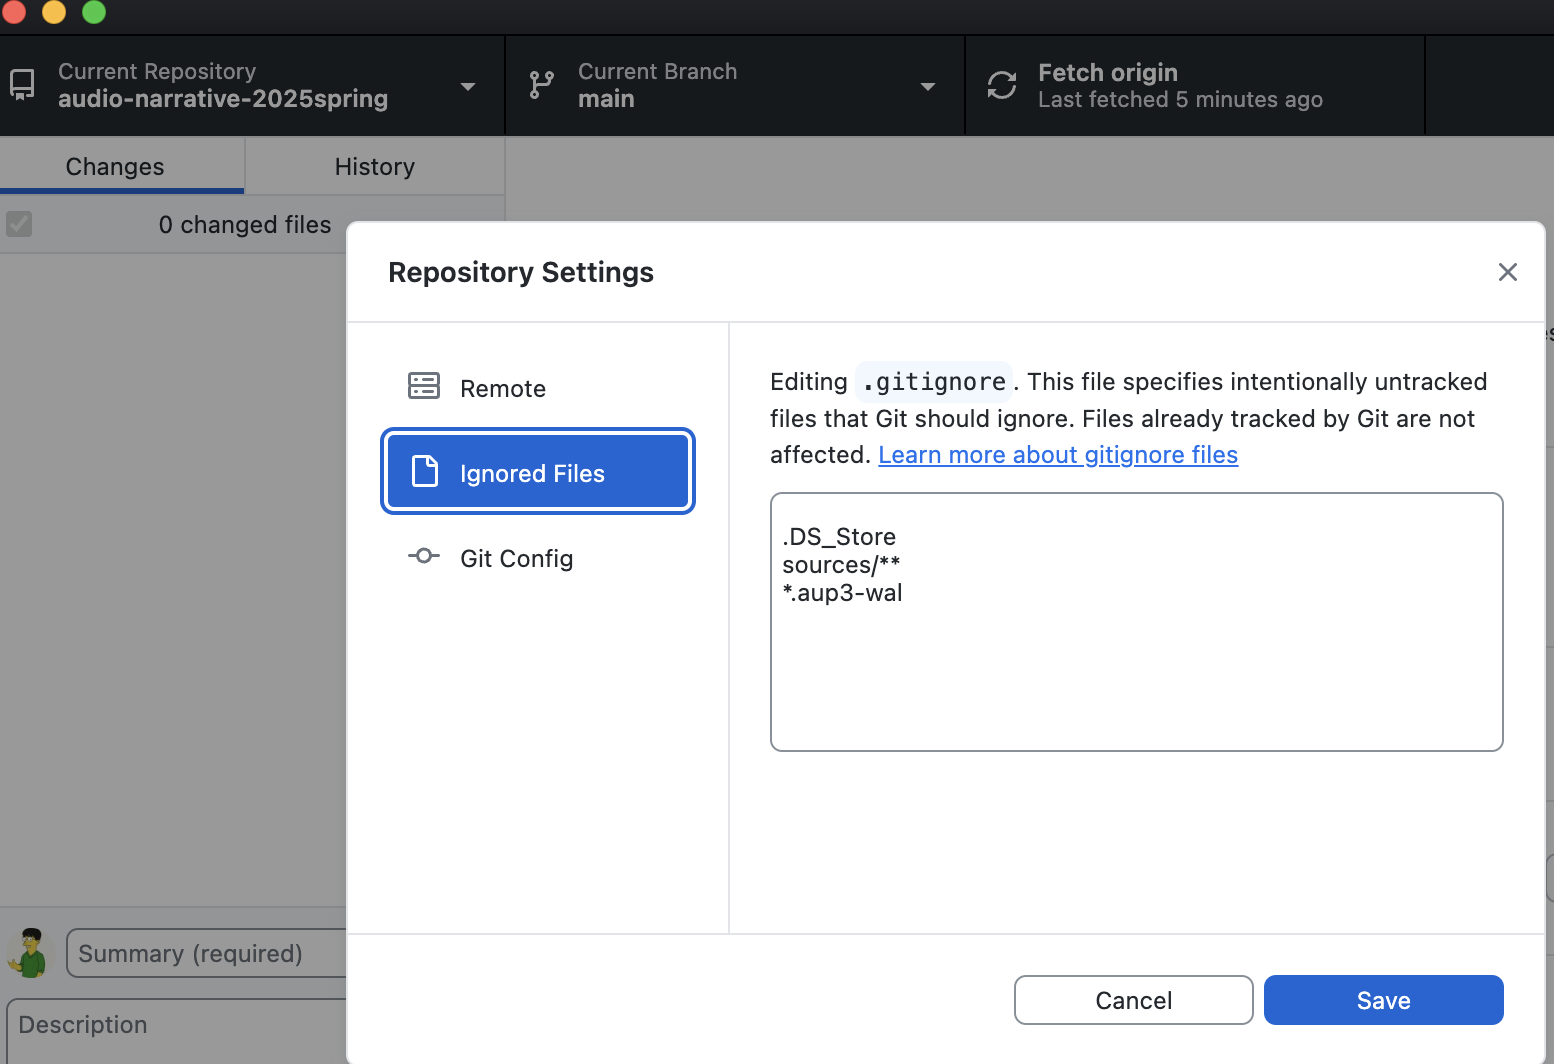 Current Repository
audio-narrative-2025spring
Current Branch
main
Fetch origin
Last fetched 5 minutes ago
Changes
History
0 changed files
Repository Settings
Remote
Ignored Files
Git Config
Editing .gitignore. This file specifies intentionally untracked
files that Git should ignore. Files already tracked by Git are not
affected. Learn more about gitignore files
.DS_Store
sources/**
*.aup3-wal
Summary (required)
Description
Cancel
Save